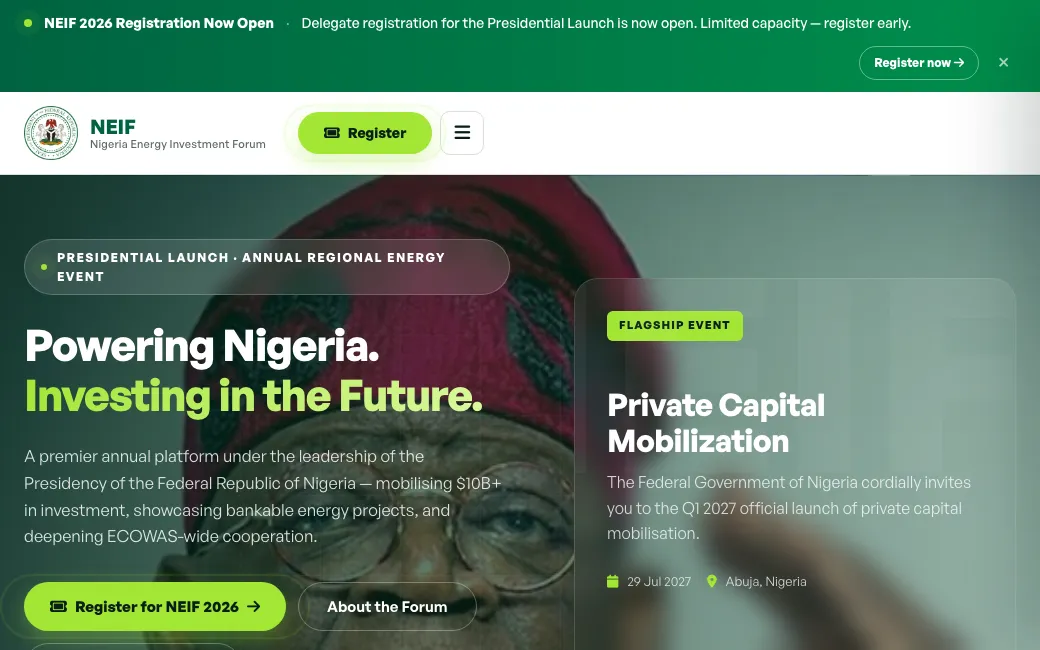 NEIF 2026 Registration Now Open · Delegate registration for the Presidential Launch is now open. Limited capacity — register early.
Register now → ×
NEIF
Nigeria Energy Investment Forum
Register
PRESIDENTIAL LAUNCH · ANNUAL REGIONAL ENERGY
EVENT
Powering Nigeria.
Investing in the Future.
A premier annual platform under the leadership of the
Presidency of the Federal Republic of Nigeria — mobilising $10B+
in investment, showcasing bankable energy projects, and
deepening ECOWAS-wide cooperation.
Register for NEIF 2026 →
About the Forum
FLAGSHIP EVENT
Private Capital
Mobilization
The Federal Government of Nigeria cordially invites
you to the Q1 2027 official launch of private capital
mobilisation.
29 Jul 2027 Abuja, Nigeria